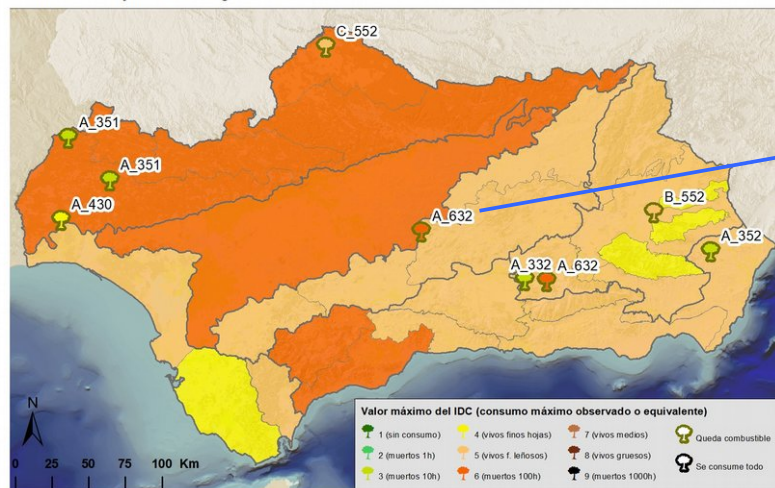 C_552
A_351
A_351
A_430
A_632
B_552
A_352
A_332
A_632
N
0 25 50 75 100 Km
Valor máximo del IDC (consumo máximo observado o equivalente)
1 (sin consumo) 4 (vivos finos hojas) 7 (vivos medios) Queda combustible
2 (muertos 1h) 5 (vivos f. leñosos) 8 (vivos gruesos)
3 (muertos 10h) 6 (muertos 100h) 9 (muertos 1000h) Se consume todo